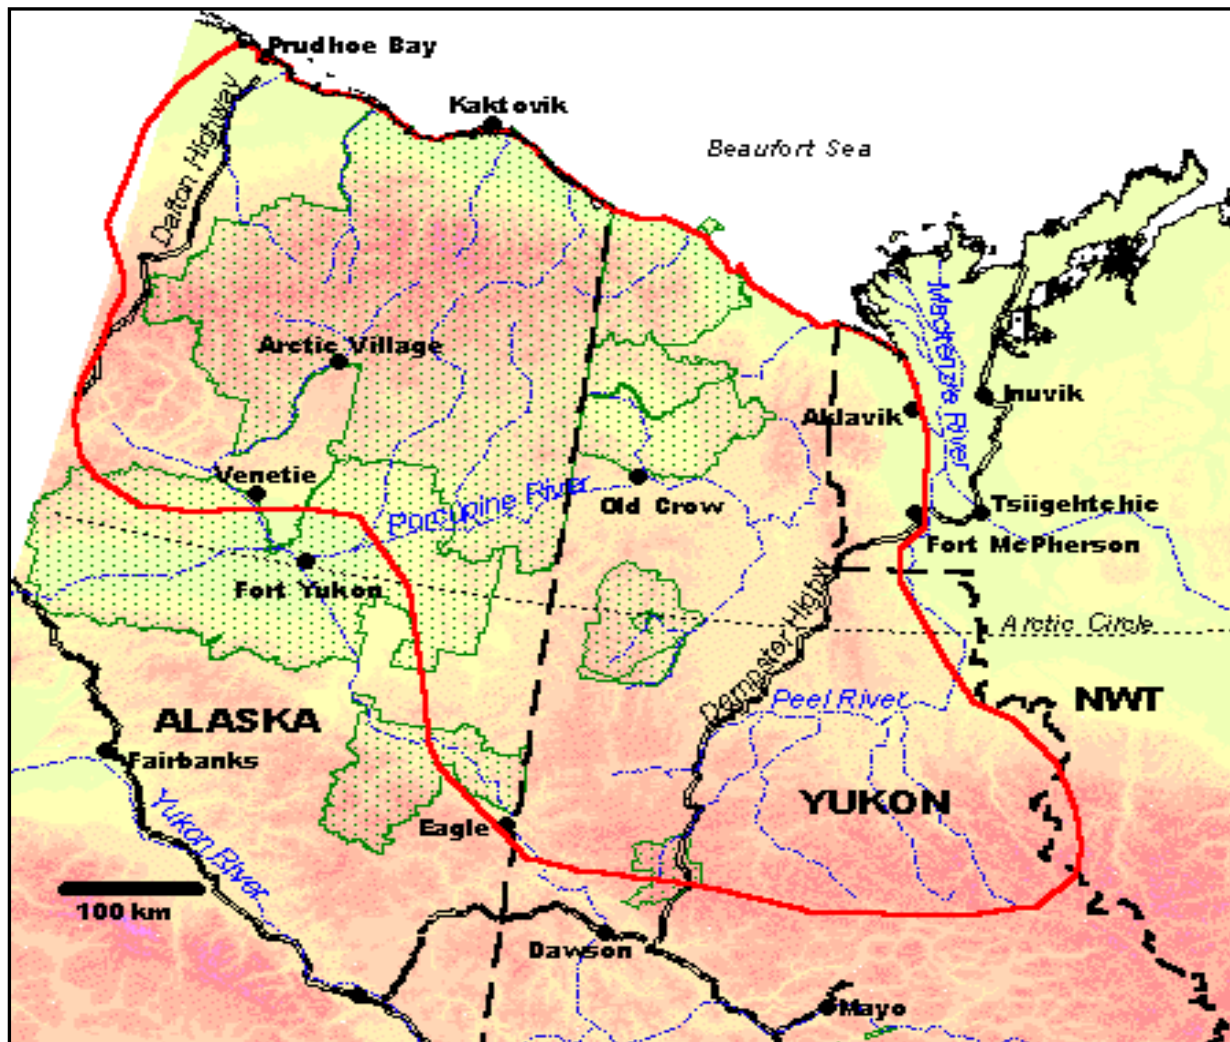 Prudhoe Bay
Kaktovik
Beaufort Sea
Dalton Highway
Mackenzie River
Arctic Village
Inuvik
Aklavik
Venetie
Porcupine River
Old Crow
Tsiigehtchic
Fort McPherson
Fort Yukon
Arctic Circle
Dempster Highw
Peel River
NWT
ALASKA
Fairbanks
YUKON
Yukon River
Eagle
100 km
Dawson
Mayo